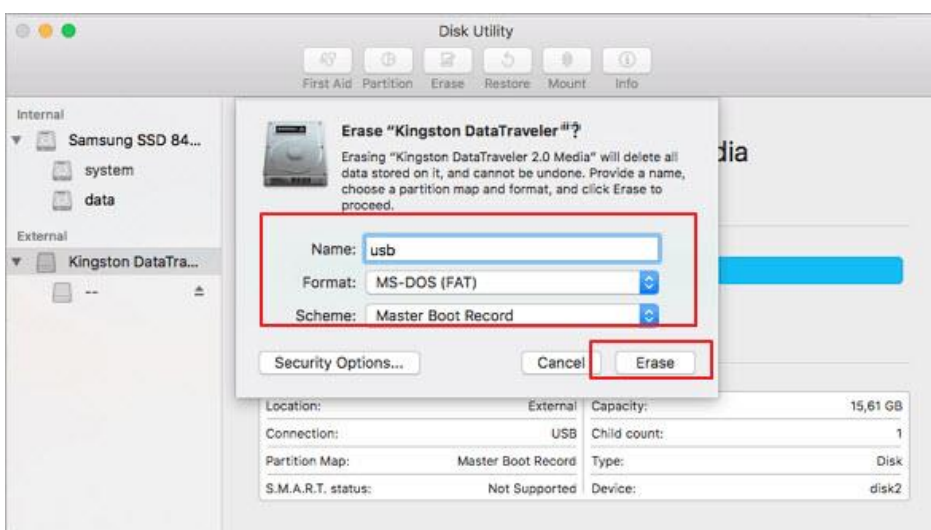 Disk Utility
First Aid Partition Erase Restore Mount Info
Internal
Samsung SSD 84...
system
data
External
Kingston DataTra...
--
Erase “Kingston DataTraveler "?
Erasing “Kingston DataTraveler 2.0 Media” will delete all
data stored on it, and cannot be undone. Provide a name,
choose a partition map and format, and click Erase to
proceed.
dia
Name: usb
Format: MS-DOS (FAT)
Scheme: Master Boot Record
Security Options... Cancel Erase
Location: External Capacity: 15,61 GB
Connection: USB Child count: 1
Partition Map: Master Boot Record Type: Disk
S.M.A.R.T. status: Not Supported Device: disk2